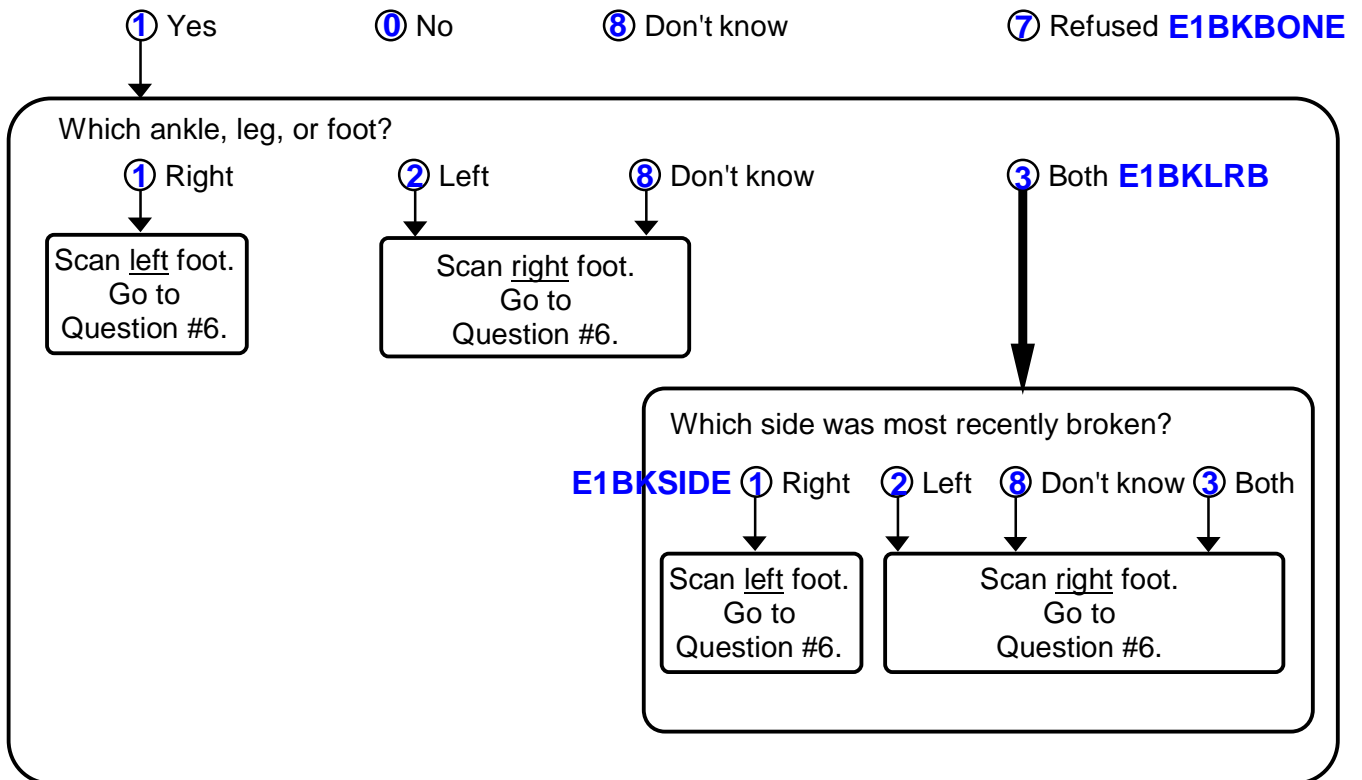 1 Yes 0 No 8 Don't know 7 Refused E1BKBONE
Which ankle, leg, or foot?
1 Right 2 Left 8 Don't know 3 Both E1BKLRB
Scan left foot.
Go to
Question #6.
Scan right foot.
Go to
Question #6.
Which side was most recently broken?
E1BKSIDE 1 Right 2 Left 8 Don't know 3 Both
Scan left foot.
Go to
Question #6.
Scan right foot.
Go to
Question #6.